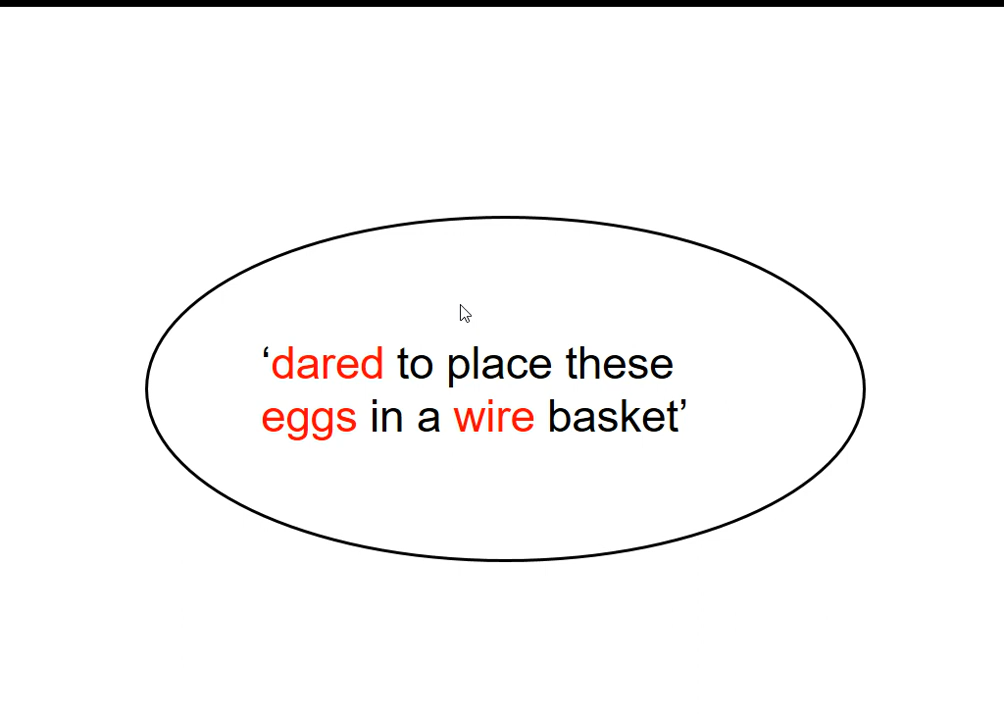 ‘dared to place these
eggs in a wire basket’